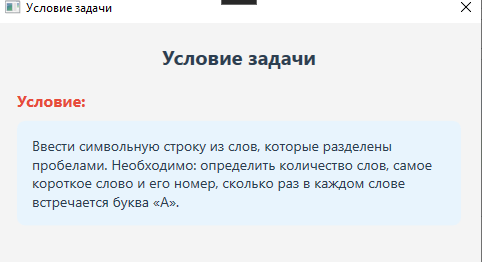 Условие задачи
Условие задачи
Условие:
Ввести символьную строку из слов, которые разделены
пробелами. Необходимо: определить количество слов, самое
короткое слово и его номер, сколько раз в каждом слове
встречается буква «А».